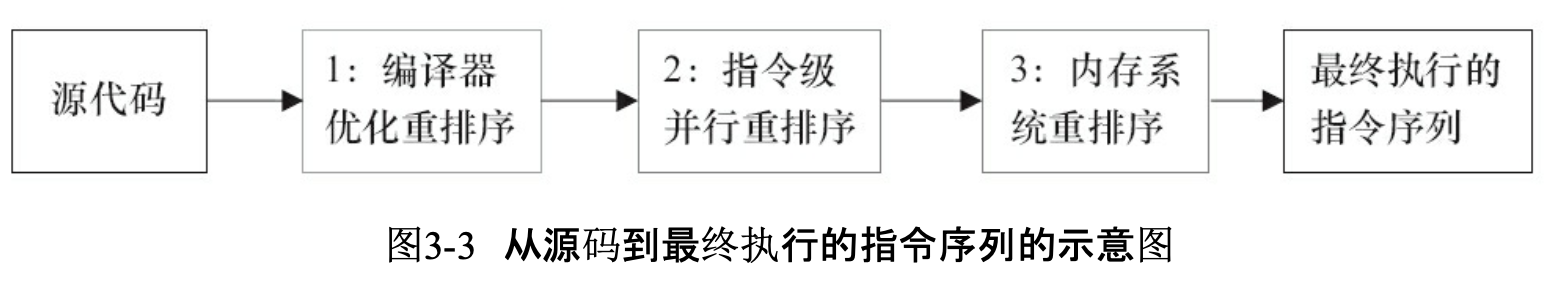 源代码
1：编译器
优化重排序
2：指令级
并行重排序
3：内存系
统重排序
最终执行的
指令序列
图3-3 从源码到最终执行的指令序列的示意图